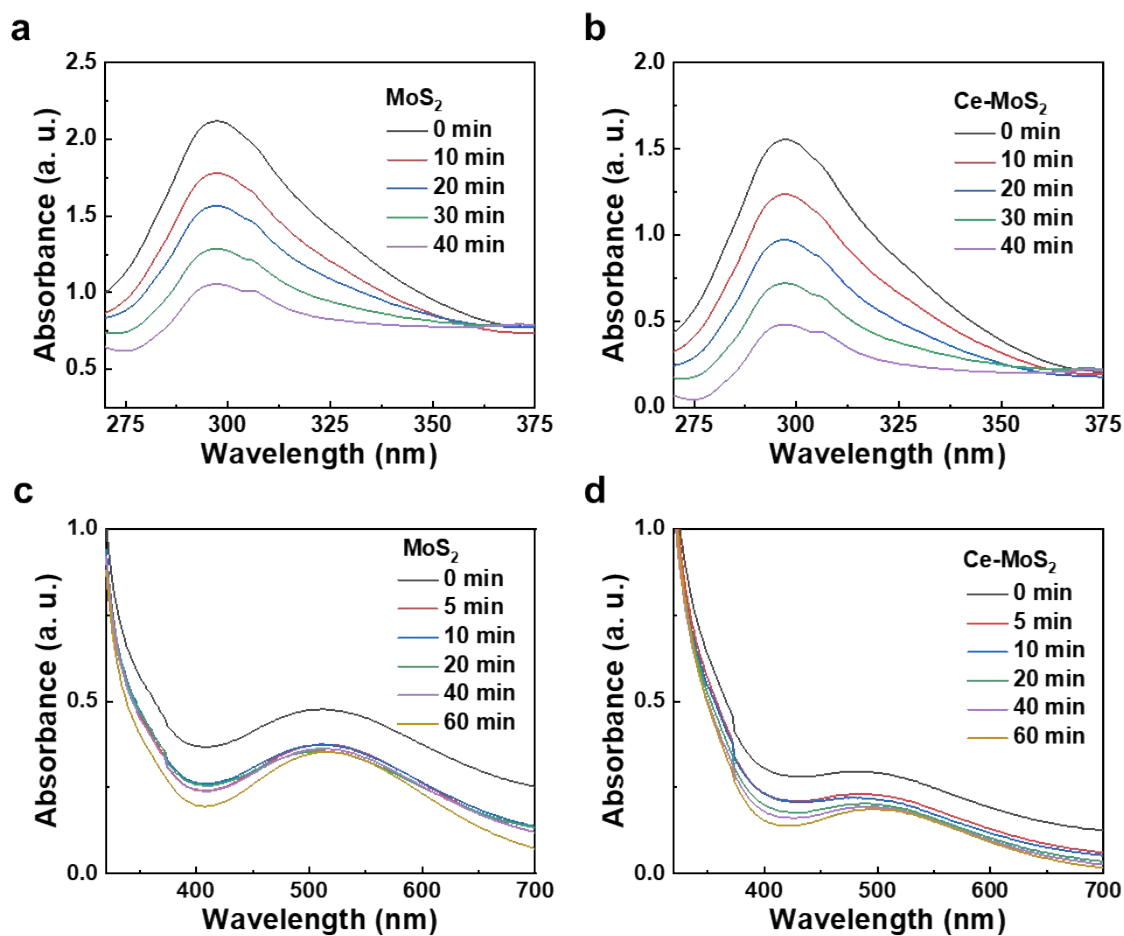 a
2.5
2.0
1.5
1.0
0.5
Absorbance (a. u.)
MoS₂
0 min
10 min
20 min
30 min
40 min
275 300 325 350 375
Wavelength (nm)
b
2.0
1.5
1.0
0.5
0.0
Absorbance (a. u.)
Ce-MoS₂
0 min
10 min
20 min
30 min
40 min
275 300 325 350 375
Wavelength (nm)
c
1.0
0.5
0.0
Absorbance (a. u.)
MoS₂
0 min
5 min
10 min
20 min
40 min
60 min
400 500 600 700
Wavelength (nm)
d
1.0
0.5
0.0
Absorbance (a. u.)
Ce-MoS₂
0 min
5 min
10 min
20 min
40 min
60 min
400 500 600 700
Wavelength (nm)